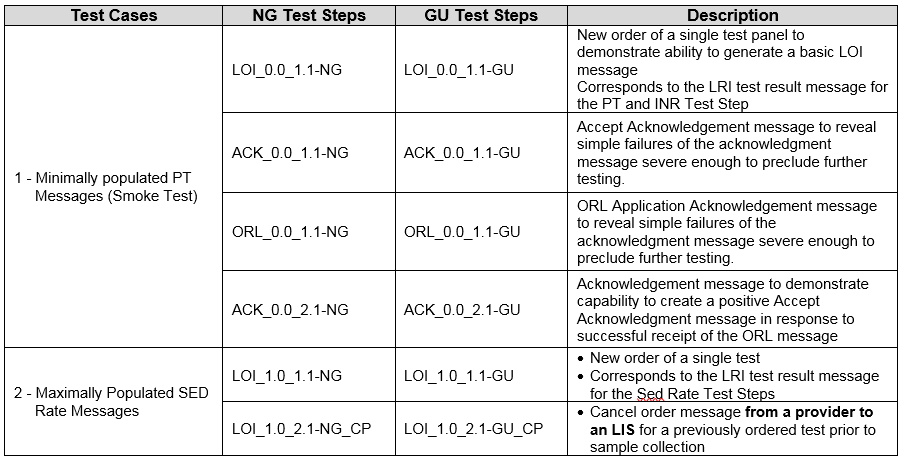 Test Cases
NG Test Steps
GU Test Steps
Description
1 - Minimally populated PT
Messages (Smoke Test)
LOI_0.0_1.1-NG
LOI_0.0_1.1-GU
New order of a single test panel to
demonstrate ability to generate a basic LOI
message
Corresponds to the LRI test result message for
the PT and INR Test Step
ACK_0.0_1.1-NG
ACK_0.0_1.1-GU
Accept Acknowledgement message to reveal
simple failures of the acknowledgment
message severe enough to preclude further
testing.
ORL_0.0_1.1-NG
ORL_0.0_1.1-GU
ORL Application Acknowledgement message
to reveal simple failures of the
acknowledgment message severe enough to
preclude further testing.
ACK_0.0_2.1-NG
ACK_0.0_2.1-GU
Acknowledgement message to demonstrate
capability to create a positive Accept
Acknowledgment message in response to
successful receipt of the ORL message
2 - Maximally Populated SED
Rate Messages
LOI_1.0_1.1-NG
LOI_1.0_1.1-GU
• New order of a single test
• Corresponds to the LRI test result message
for the Sed Rate Test Steps
LOI_1.0_2.1-NG_CP
LOI_1.0_2.1-GU_CP
• Cancel order message from a provider to
an LIS for a previously ordered test prior to
sample collection